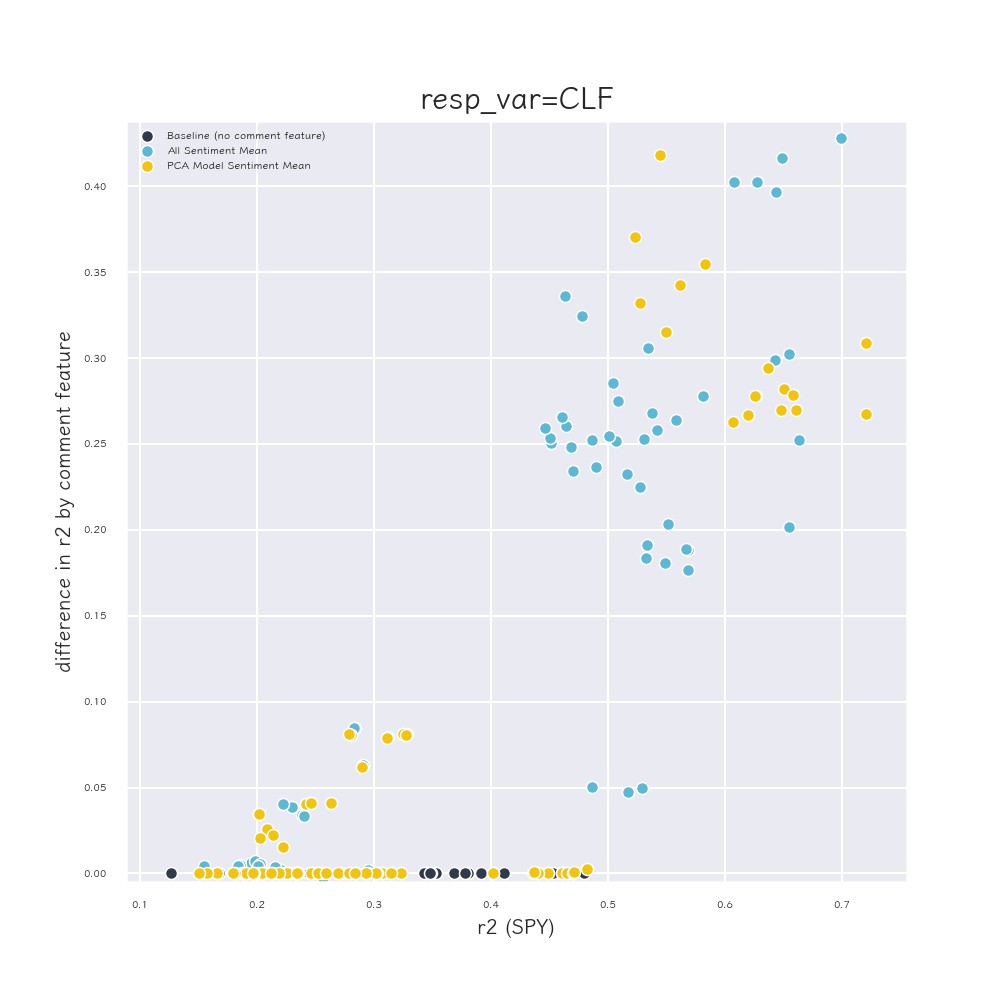 resp_var=CLF
Baseline (no comment feature)
All Sentiment Mean
PCA Model Sentiment Mean
difference in r2 by comment feature
0.40
0.35
0.30
0.25
0.20
0.15
0.10
0.05
0.00
0.1 0.2 0.3 0.4 0.5 0.6 0.7
r2 (SPY)